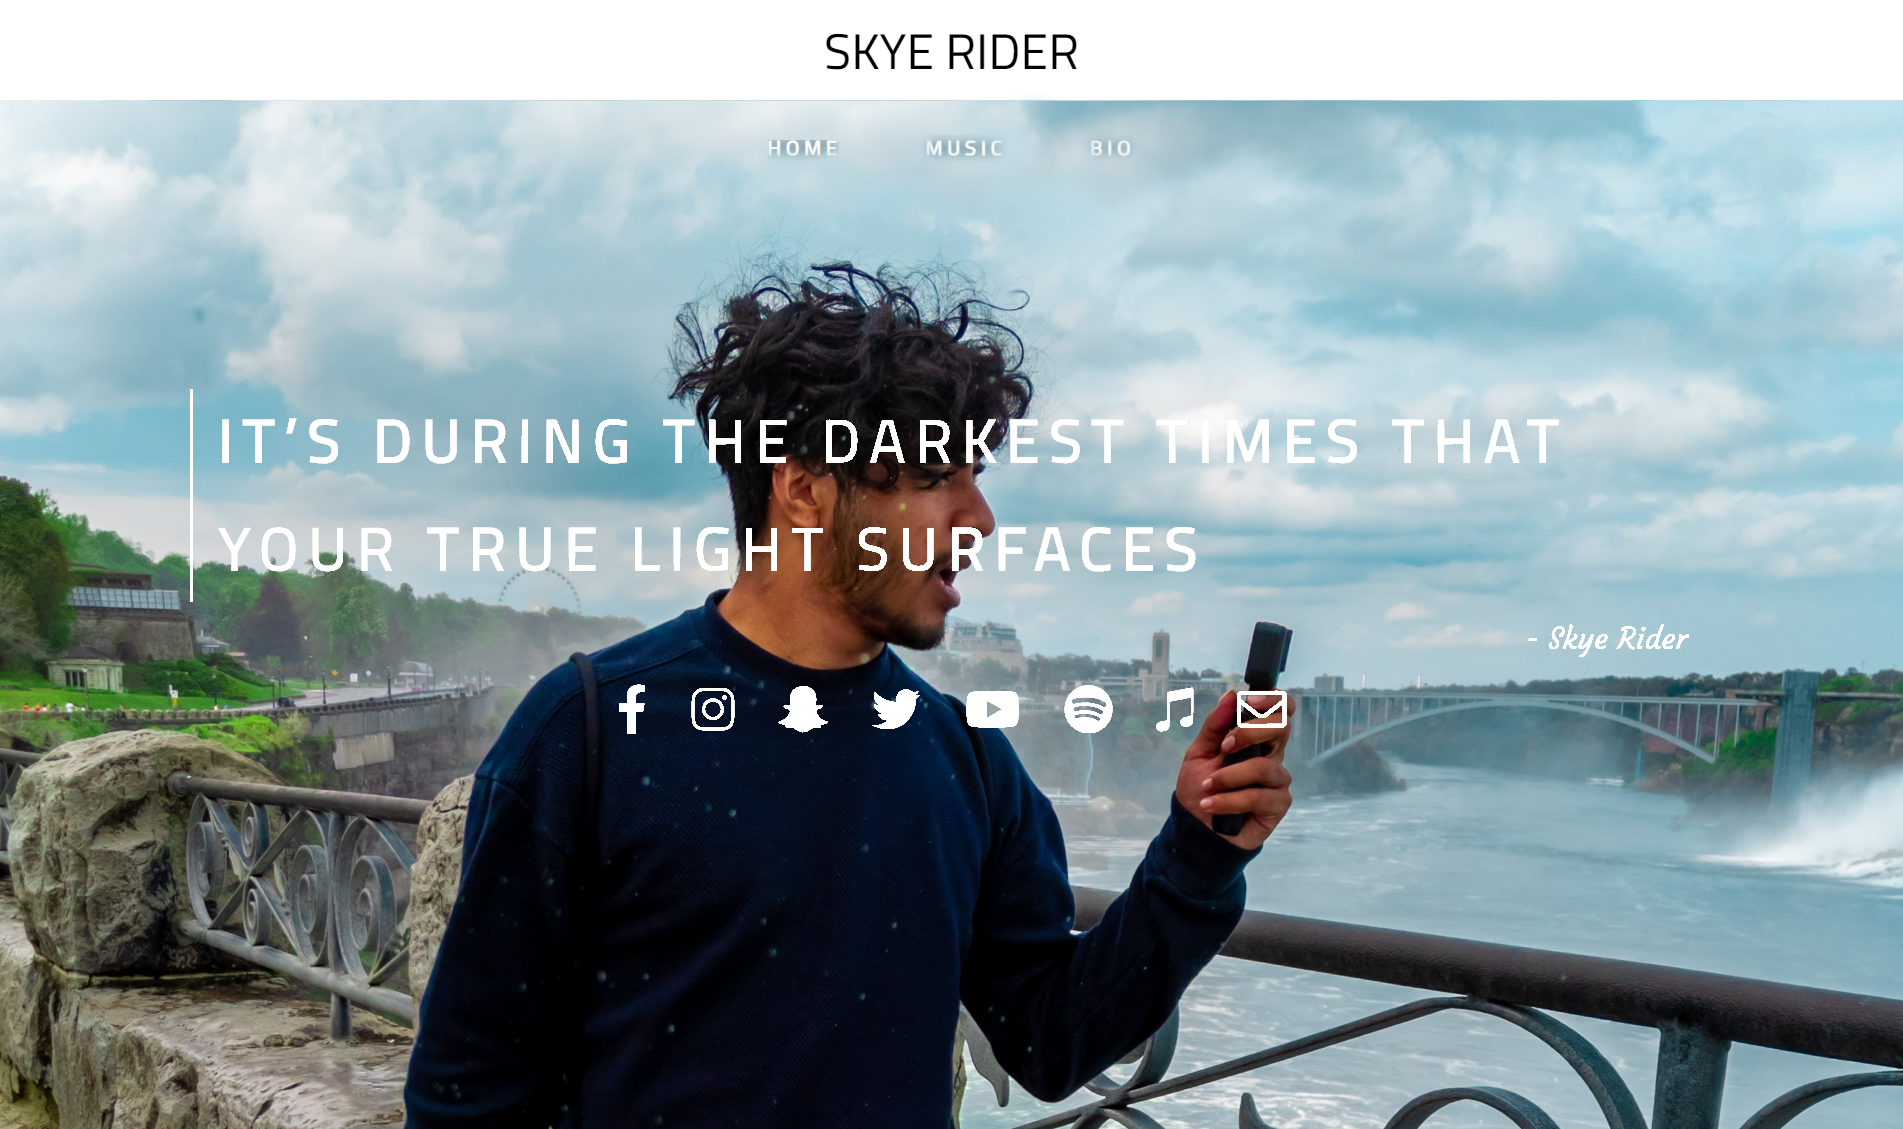 SKYE RIDER
HOME MUSIC BIO
IT'S DURING THE DARKEST TIMES THAT
YOUR TRUE LIGHT SURFACES
- Skye Rider